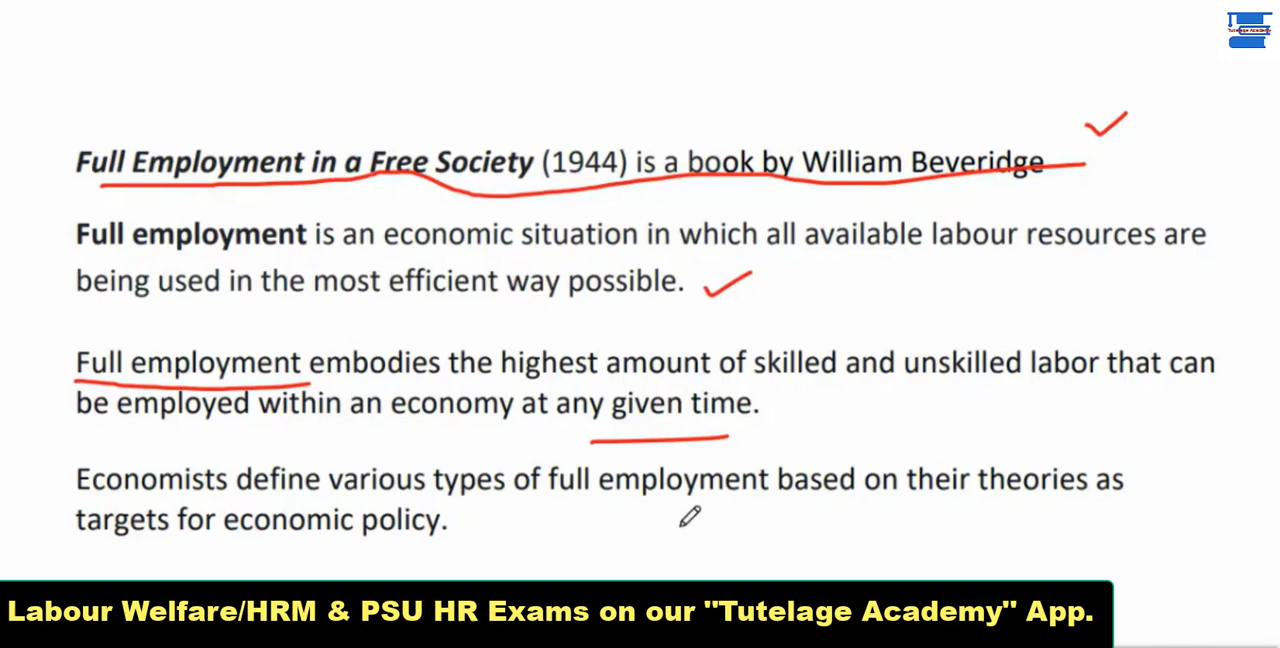 Tutelage Academy
Full Employment in a Free Society (1944) is a book by William Beveridge
Full employment is an economic situation in which all available labour resources are
being used in the most efficient way possible.
Full employment embodies the highest amount of skilled and unskilled labor that can
be employed within an economy at any given time.
Economists define various types of full employment based on their theories as
targets for economic policy.
Labour Welfare/HRM & PSU HR Exams on our "Tutelage Academy" App.